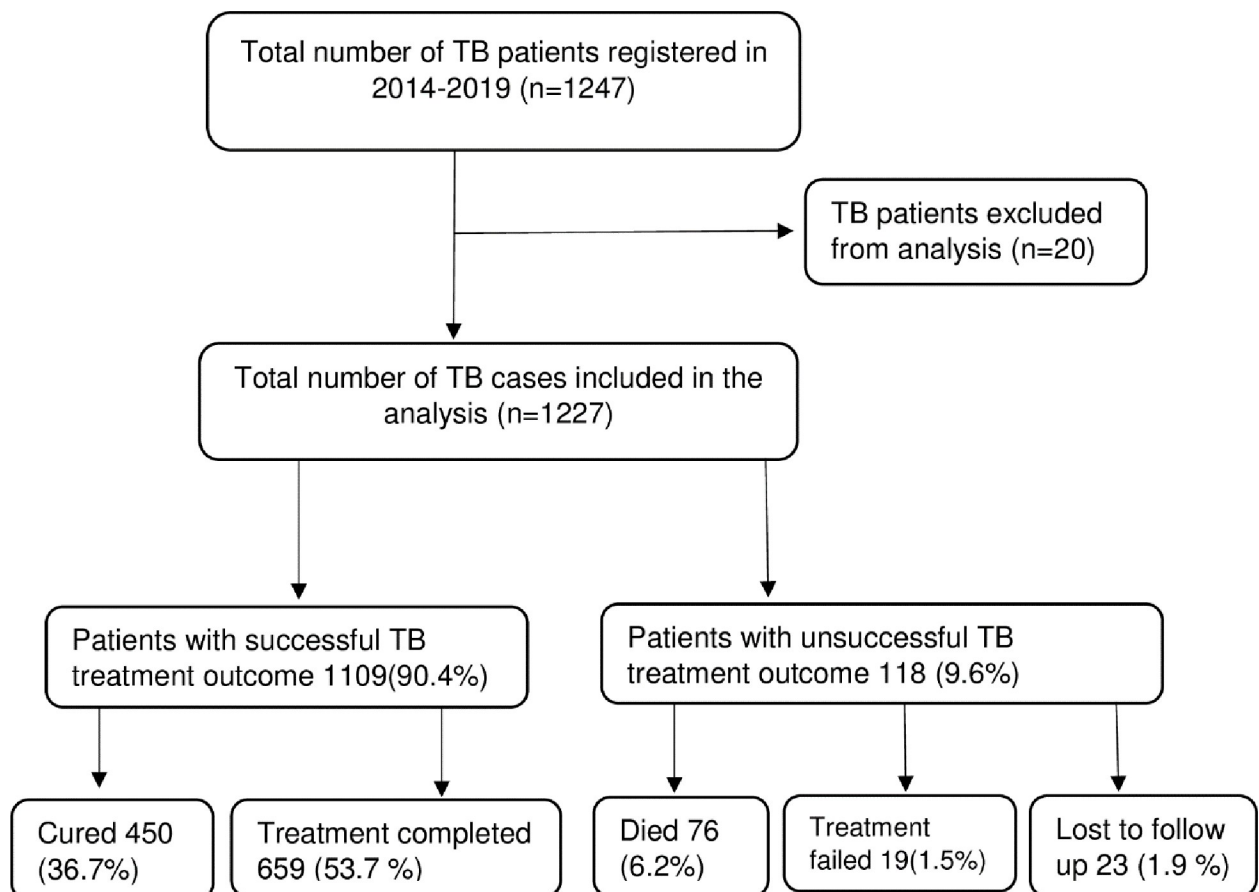 Total number of TB patients registered in
2014-2019 (n=1247)
TB patients excluded
from analysis (n=20)
Total number of TB cases included in the
analysis (n=1227)
Patients with successful TB
treatment outcome 1109(90.4%)
Patients with unsuccessful TB
treatment outcome 118 (9.6%)
Cured 450
(36.7%)
Treatment completed
659 (53.7 %)
Died 76
(6.2%)
Treatment
failed 19(1.5%)
Lost to follow
up 23 (1.9 %)